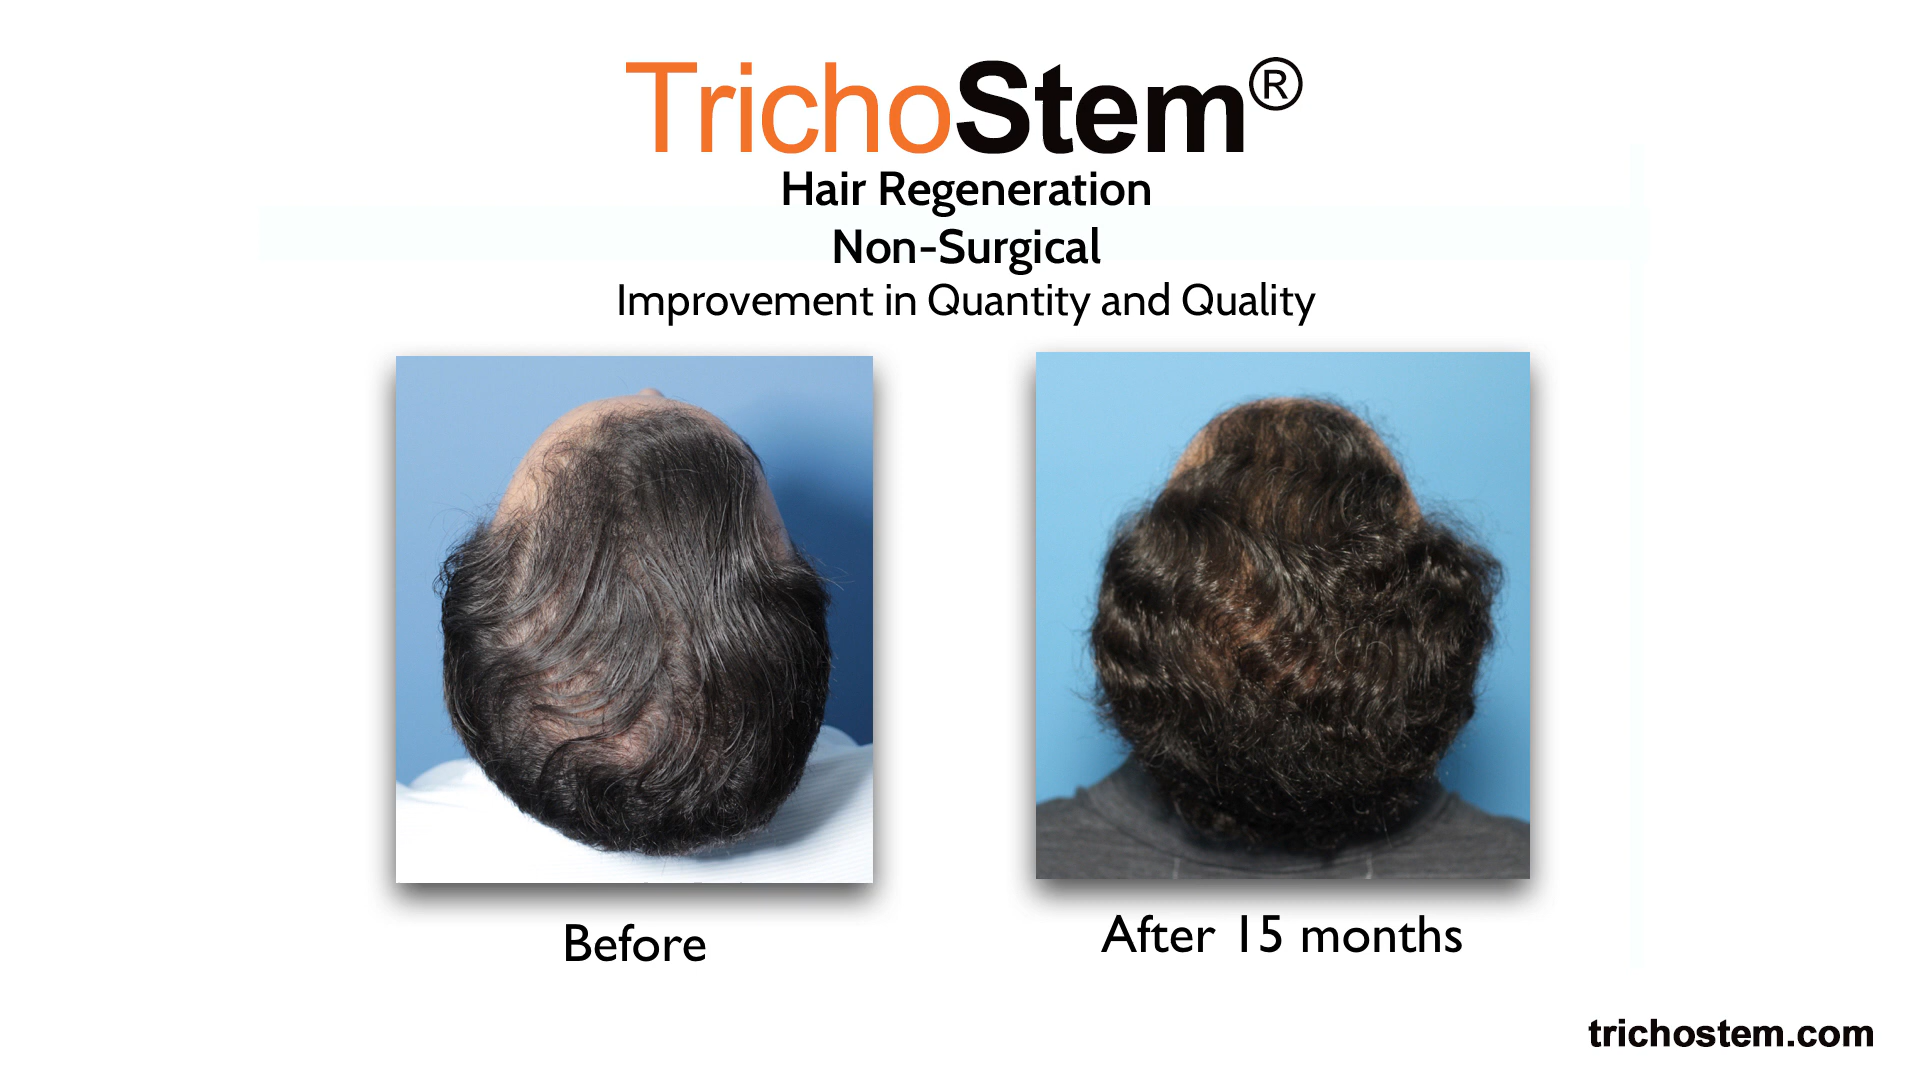 TrichoStem®
Hair Regeneration
Non-Surgical
Improvement in Quantity and Quality
Before
After 15 months
trichostem.com